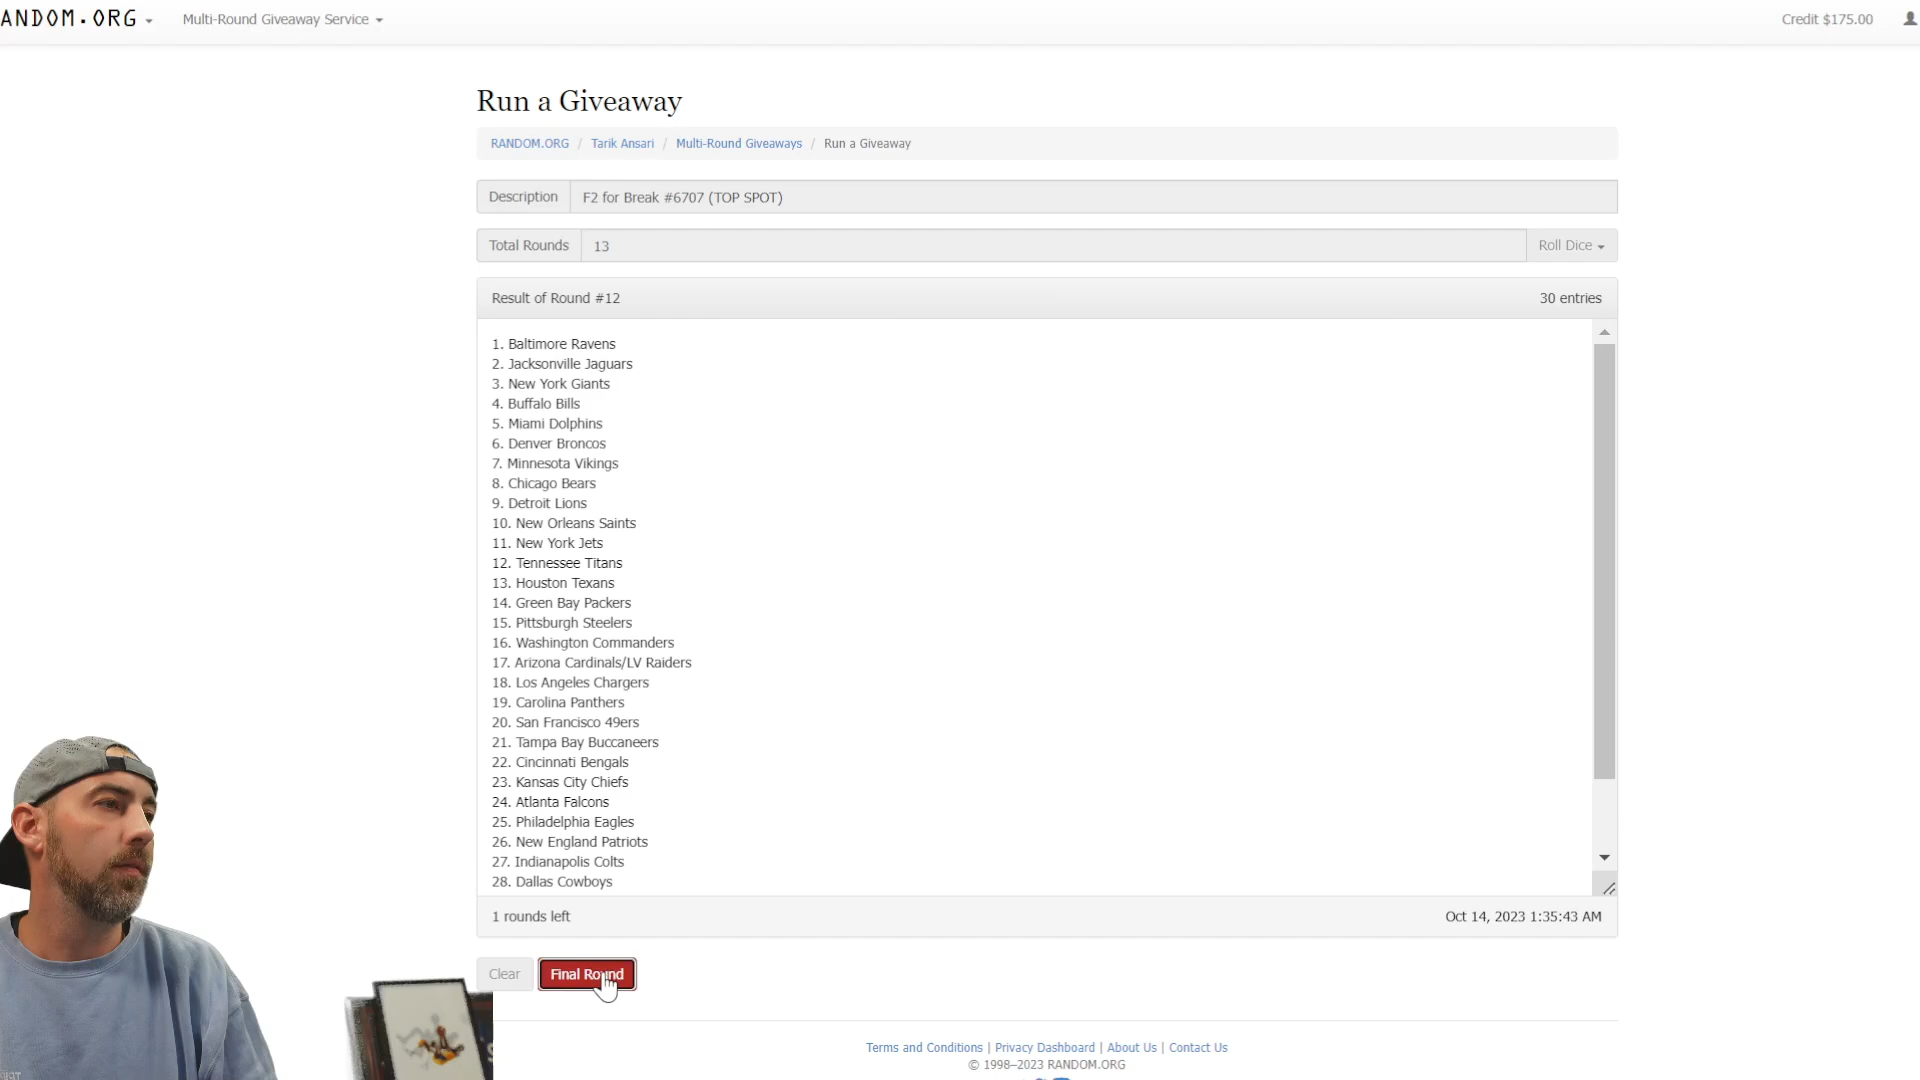 ANDOM.ORG
Multi-Round Giveaway Service
Credit $175.00
Run a Giveaway
RANDOM.ORG / Tarik Ansari / Multi-Round Giveaways / Run a Giveaway
Description F2 for Break #6707 (TOP SPOT)
Total Rounds 13 Roll Dice
Result of Round #12 30 entries
1. Baltimore Ravens
2. Jacksonville Jaguars
3. New York Giants
4. Buffalo Bills
5. Miami Dolphins
6. Denver Broncos
7. Minnesota Vikings
8. Chicago Bears
9. Detroit Lions
10. New Orleans Saints
11. New York Jets
12. Tennessee Titans
13. Houston Texans
14. Green Bay Packers
15. Pittsburgh Steelers
16. Washington Commanders
17. Arizona Cardinals/LV Raiders
18. Los Angeles Chargers
19. Carolina Panthers
20. San Francisco 49ers
21. Tampa Bay Buccaneers
22. Cincinnati Bengals
23. Kansas City Chiefs
24. Atlanta Falcons
25. Philadelphia Eagles
26. New England Patriots
27. Indianapolis Colts
28. Dallas Cowboys
1 rounds left Oct 14, 2023 1:35:43 AM
Clear Final Round
Terms and Conditions | Privacy Dashboard | About Us | Contact Us
© 1998–2023 RANDOM.ORG